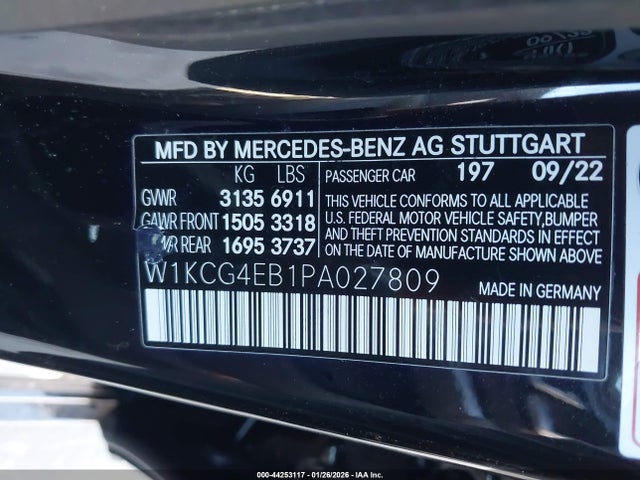 MFD BY MERCEDES-BENZ AG STUTTGART
KG LBS PASSENGER CAR 197 09/22
GVWR 3135 6911
GAWR FRONT 1505 3318
REAR 1695 3737
THIS VEHICLE CONFORMS TO ALL APPLICABLE
U.S. FEDERAL MOTOR VEHICLE SAFETY, BUMPER
AND THEFT PREVENTION STANDARDS IN EFFECT
ON THE DATE OF MANUFACTURE SHOWN ABOVE.
W1KCG4EB1PA027809
MADE IN GERMANY
000-44253117 | 01/26/2026 | IAA Inc.